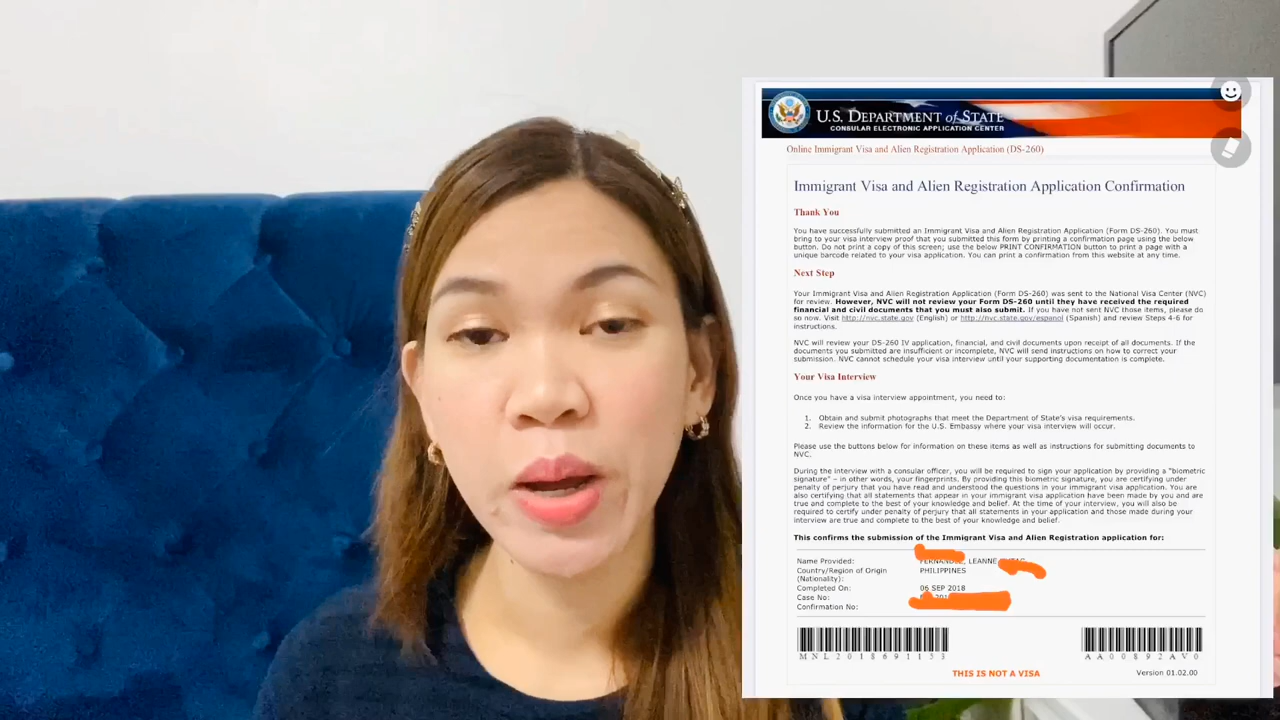 U.S. DEPARTMENT of STATE
CONSULAR ELECTRONIC APPLICATION CENTER
Online Immigrant Visa and Alien Registration Application (DS-260)
Immigrant Visa and Alien Registration Application Confirmation
Thank You
You have successfully submitted an Immigrant Visa and Alien Registration Application (Form DS-260). You must
bring to your visa interview proof that you submitted this form by printing a confirmation page using the below
button. Do not print a copy of this screen; use the below PRINT CONFIRMATION button to print a page with a
unique barcode related to your visa application. You can print a confirmation from this website at any time.
Next Step
Your Immigrant Visa and Alien Registration Application (Form DS-260) was sent to the National Visa Center (NVC)
for review. However, NVC will not review your Form DS-260 until they have received the required
financial and civil documents that you must also submit. If you have not sent NVC those items, please do
so now. Visit http://nvc.state.gov (English) or http://nvc.state.gov/espanol (Spanish) and review Steps 4-6 for
instructions.
NVC will review your DS-260 IV application, financial, and civil documents upon receipt of all documents. If the
documents you submitted are insufficient or incomplete, NVC will send instructions on how to correct your
submission. NVC cannot schedule your visa interview until your supporting documentation is complete.
Your Visa Interview
Once you have a visa interview appointment, you need to:
1. Obtain and submit photographs that meet the Department of State's visa requirements.
2. Review the information for the U.S. Embassy where your visa interview will occur.
Please use the buttons below for information on these items as well as instructions for submitting documents to
NVC.
During the interview with a consular officer, you will be required to sign your application by providing a "biometric
signature" – in other words, your fingerprints. By providing this biometric signature, you are certifying under
penalty of perjury that you have read and understood the questions in your immigrant visa application. You are
also certifying that all statements that appear in your immigrant visa application have been made by you and are
true and complete to the best of your knowledge and belief. At the time of your interview, you will also be
required to certify under penalty of perjury that all statements in your application and those made during your
interview are true and complete to the best of your knowledge and belief.
This confirms the submission of the Immigrant Visa and Alien Registration application for:
Name Provided: LEANNE
Country/Region of Origin PHILIPPINES
(Nationality):
Completed On: 06 SEP 2018
Case No:
Confirmation No:
MNL2018691153 AA00892AV0
THIS IS NOT A VISA Version 01.02.00